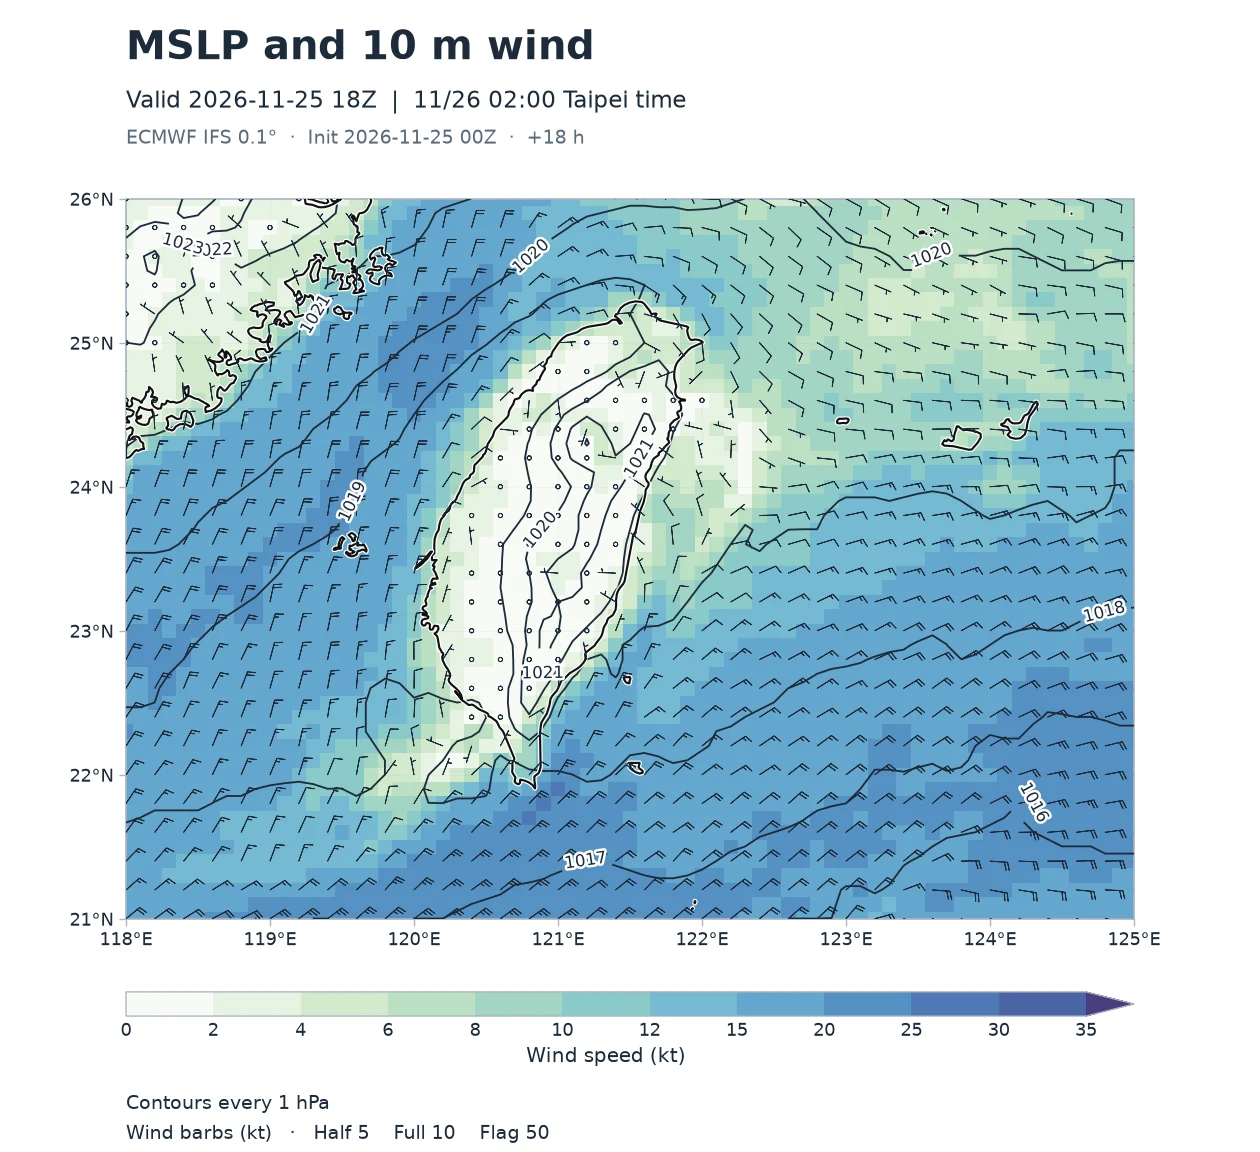 MSLP and 10 m wind
Valid 2026-11-25 18Z | 11/26 02:00 Taipei time
ECMWF IFS 0.1° · Init 2026-11-25 00Z · +18 h
26°N
25°N
24°N
23°N
22°N
21°N
1023
1020
1020
1021
1021
1019
1020
1018
1021
1016
1017
118°E 119°E 120°E 121°E 122°E 123°E 124°E 125°E
0 2 4 6 8 10 12 15 20 25 30 35
Wind speed (kt)
Contours every 1 hPa
Wind barbs (kt) · Half 5 Full 10 Flag 50